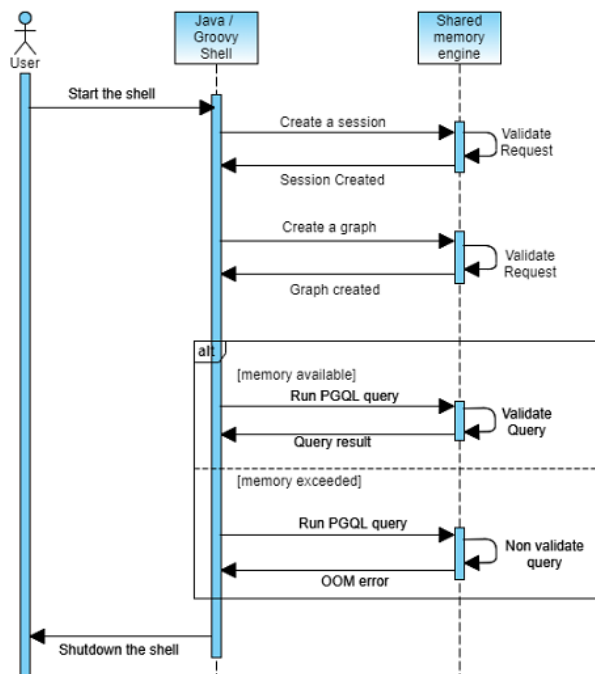 User
Java /
Groovy
Shell
Shared
memory
engine
Start the shell
Create a session
Validate
Request
Session Created
Create a graph
Validate
Request
Graph created
alt
[memory available]
Run PGQL query
Validate
Query
Query result
[memory exceeded]
Run PGQL query
Non validate
query
OOM error
Shutdown the shell